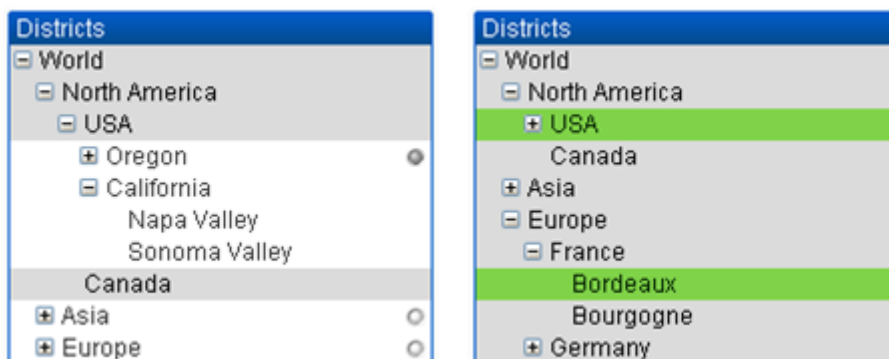 Districts
World
North America
USA
Oregon
California
Napa Valley
Sonoma Valley
Canada
Asia
Europe
Districts
World
North America
USA
Canada
Asia
Europe
France
Bordeaux
Bourgogne
Germany